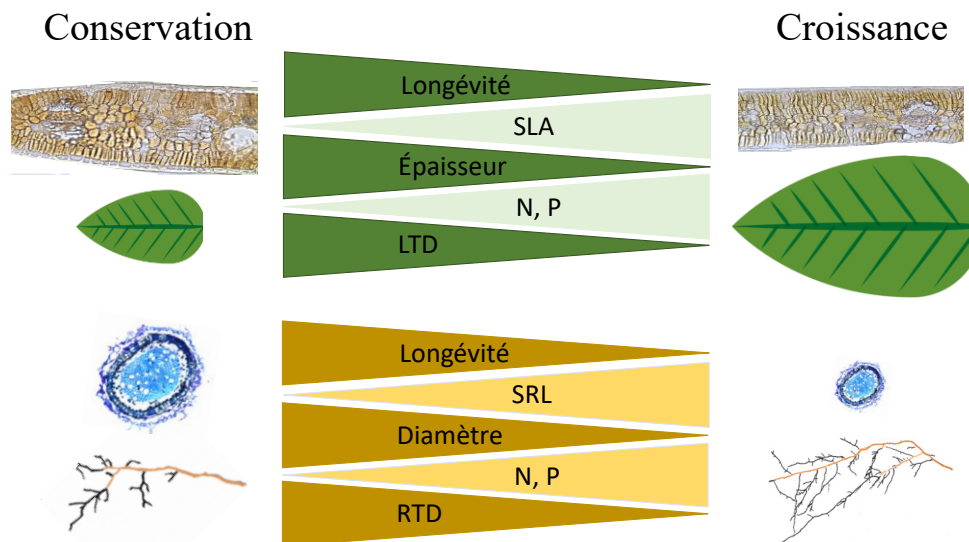 Conservation
Croissance
Longévité
SLA
Épaisseur
N, P
LTD
Longévité
SRL
Diamètre
N, P
RTD